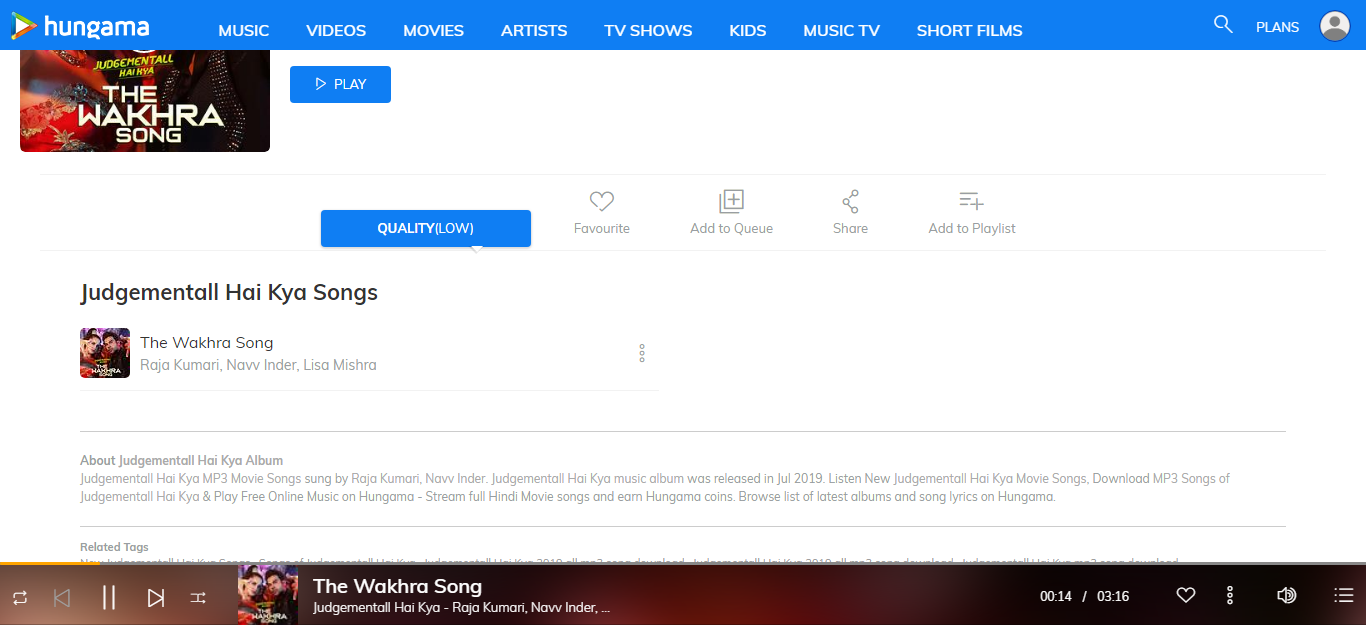 hungama
MUSIC VIDEOS MOVIES ARTISTS TV SHOWS KIDS MUSIC TV SHORT FILMS PLANS
JUDGEMENTALL
HAI KYA
THE
WAKHRA
SONG
PLAY
QUALITY(LOW)
Favourite Add to Queue Share Add to Playlist
Judgementall Hai Kya Songs
The Wakhra Song
Raja Kumari, Navv Inder, Lisa Mishra
About Judgementall Hai Kya Album
Judgementall Hai Kya MP3 Movie Songs sung by Raja Kumari, Navv Inder. Judgementall Hai Kya music album was released in Jul 2019. Listen New Judgementall Hai Kya Movie Songs, Download MP3 Songs of
Judgementall Hai Kya & Play Free Online Music on Hungama - Stream full Hindi Movie songs and earn Hungama coins. Browse list of latest albums and song lyrics on Hungama.
Related Tags
The Wakhra Song
Judgementall Hai Kya - Raja Kumari, Navv Inder, ...
00:14 / 03:16